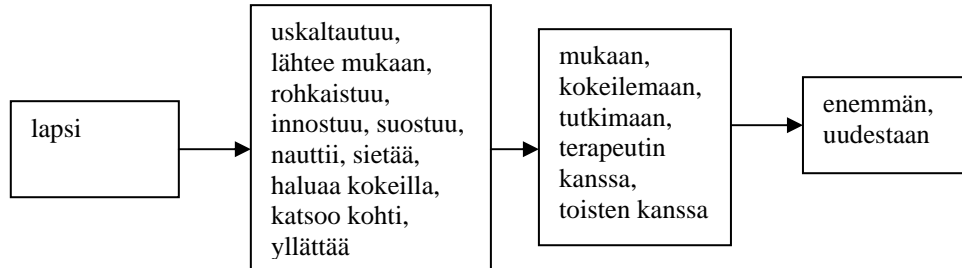 lapsi
uskaltautuu,
lähtee mukaan,
rohkaistuu,
innostuu, suostuu,
nauttii, sietää,
haluaa kokeilla,
katsoo kohti,
yllättää
mukaan,
kokeilemaan,
tutkimaan,
terapeutin
kanssa,
toisten kanssa
enemmän,
uudestaan